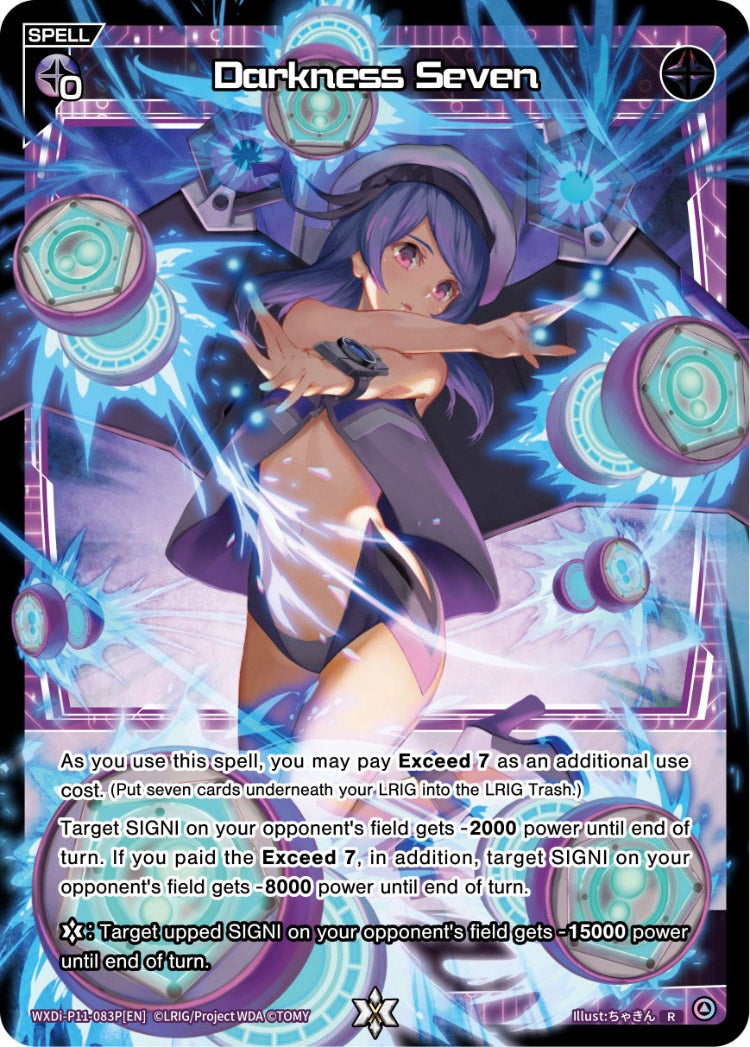 SPELL
0
Darkness Seven
As you use this spell, you may pay Exceed 7 as an additional use
cost. (Put seven cards underneath your LRIG into the LRIG Trash.)
Target SIGNI on your opponent's field gets -2000 power until end of
turn. If you paid the Exceed 7, in addition, target SIGNI on your
opponent's field gets -8000 power until end of turn.
: Target upped SIGNI on your opponent's field gets -15000 power
until end of turn.
WXDi-P11-083P[EN] ©LRIG/Project WDA ©TOMY
Illust:ちゃきん R